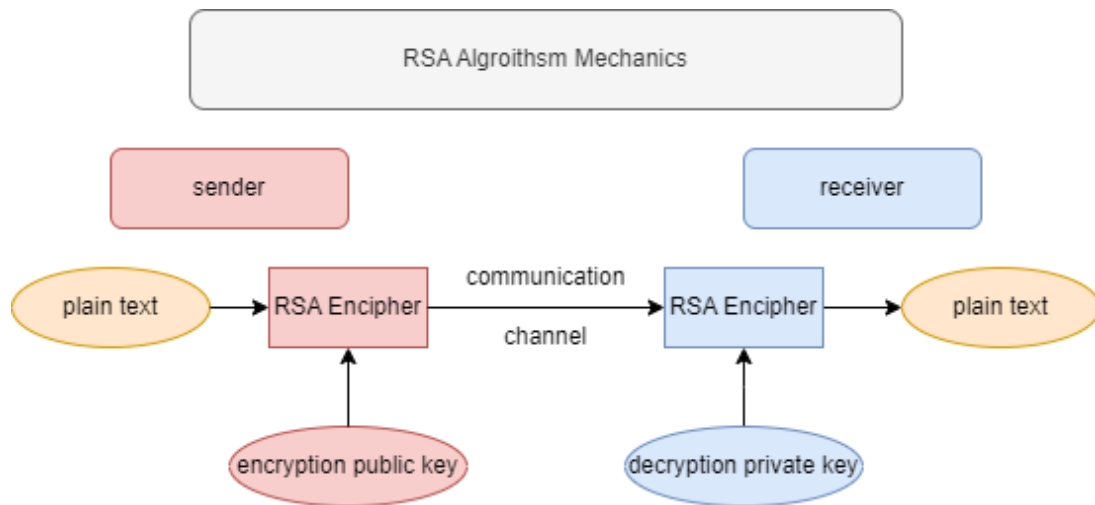 RSA Algroithsm Mechanics
sender
receiver
plain text
RSA Encipher
communication
channel
RSA Encipher
plain text
encryption public key
decryption private key